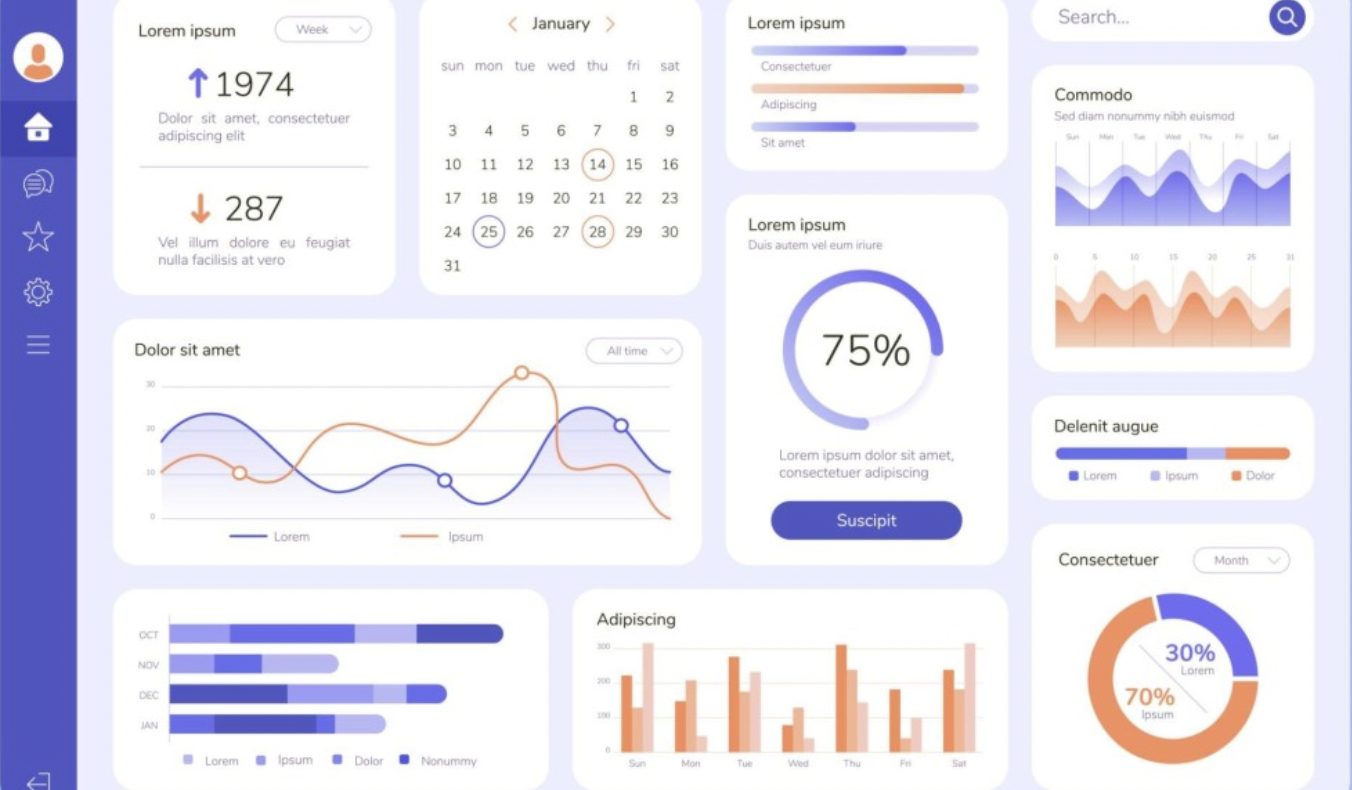 Lorem ipsum
Week
1974
Dolor sit amet, consectetuer
adipiscing elit
287
Vel illum dolore eu feugiat
nulla facilisis at vero
January
sun mon tue wed thu fri sat
1 2
3 4 5 6 7 8 9
10 11 12 13 14 15 16
17 18 19 20 21 22 23
24 25 26 27 28 29 30
31
Lorem ipsum
Consectetuer
Adipiscing
Sit amet
Search...
Commodo
Sed diam nonummy nibh euismod
Sun Mon Tue Wed Thu Fri Sat
0 5 10 15 20 25 31
Dolor sit amet
All time
30
20
10
0
Lorem Ipsum
Lorem ipsum
Duis autem vel eum iriure
75%
Lorem ipsum dolor sit amet,
consectetuer adipiscing
Suscipit
Delenit augue
Lorem Ipsum Dolor
OCT
NOV
DEC
JAN
Lorem Ipsum Dolor Nonummy
Adipiscing
300
200
100
0
Sun Mon Tue Wed Thu Fri Sat
Consectetuer
Month
30%
Lorem
70%
Ipsum